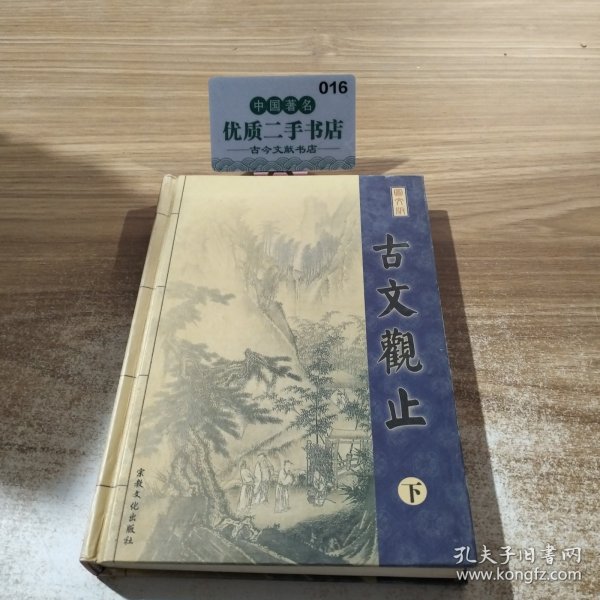 016
中国著名
优质二手书店
古今文献书店
图文版
古文觀止
下
宗教文化出版社
孔夫子旧书网
www.kongfz.com